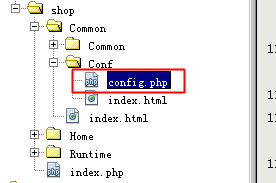 shop
Common
Common
Conf
config.php
index.html
index.html
Home
Runtime
index.php